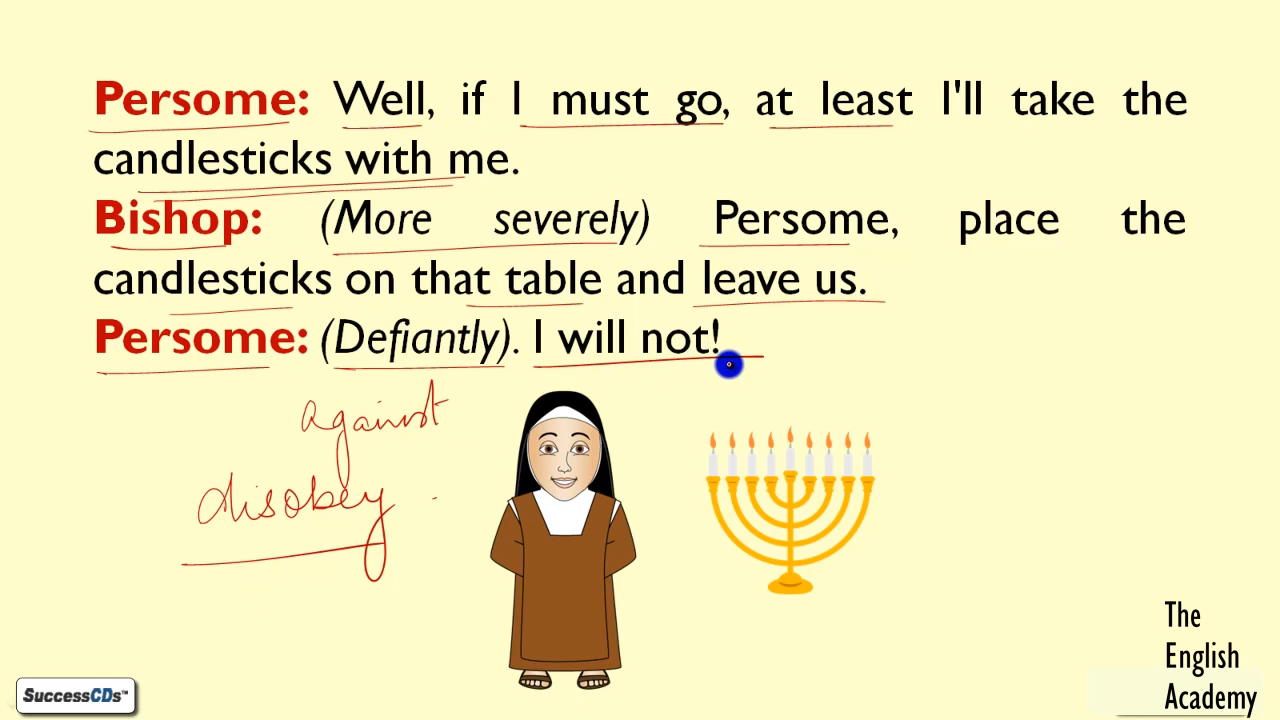 Persome: Well, if I must go, at least I'll take the
candlesticks with me.
Bishop: (More severely) Persome, place the
candlesticks on that table and leave us.
Persome: (Defiantly). I will not!
against
disobey
The
English
Academy
SuccessCDs™